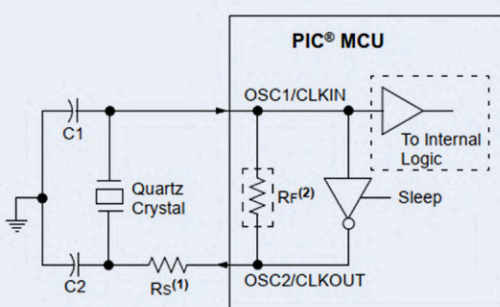 PIC® MCU
OSC1/CLKIN
C1
To Internal
Logic
Quartz
Crystal
RF(2)
Sleep
C2
RS(1)
OSC2/CLKOUT